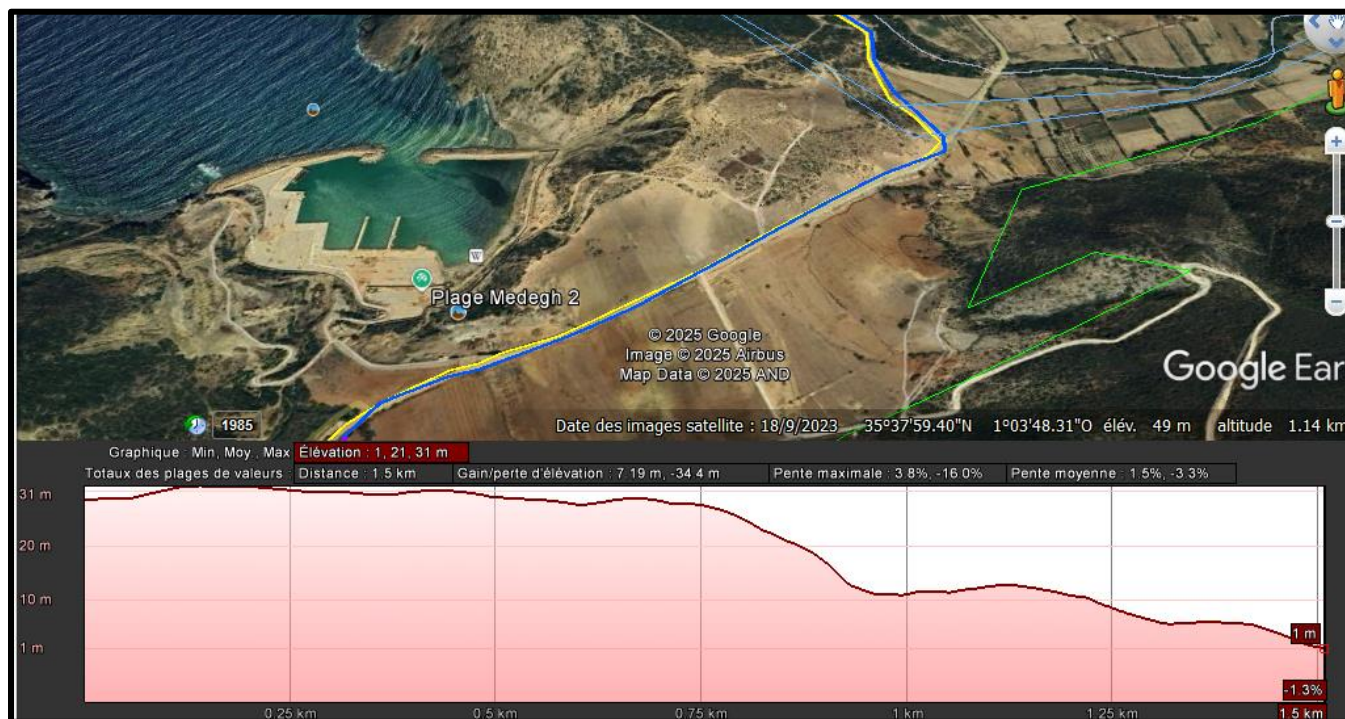 W
Plage Medegh 2
© 2025 Google
Image © 2025 Airbus
Map Data © 2025 AND
Google Ear
1985
Date des images satellite : 18/9/2023 35°37'59.40"N 1°03'48.31"O élév. 49 m altitude 1.14 km
Graphique : Min, Moy, Max Élévation : 1, 21, 31 m
Totaux des plages de valeurs : Distance : 1.5 km Gain/perte d'élévation : 7.19 m, -34.4 m Pente maximale : 3.8%, -16.0% Pente moyenne : 1.5%, -3.3%
31 m
20 m
10 m
1 m
1 m
-1.3%
0.25 km 0.5 km 0.75 km 1 km 1.25 km 1.5 km